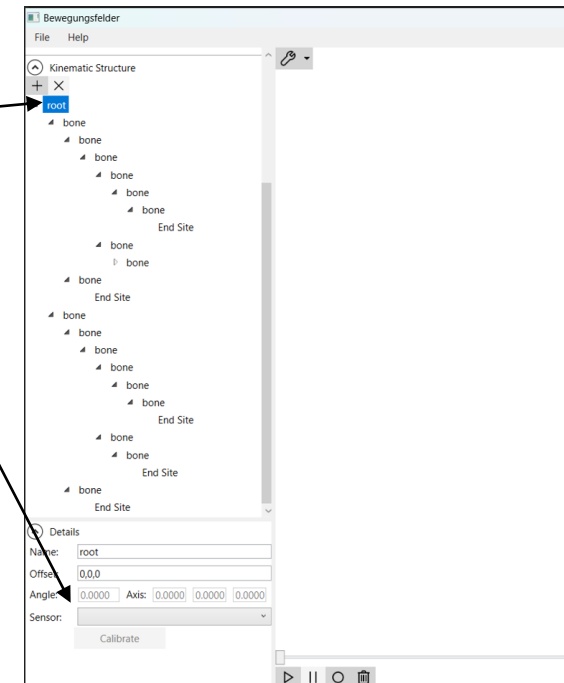 Bewegungsfelder
File Help
Kinematic Structure
root
bone
bone
bone
bone
bone
bone
End Site
bone
bone
bone
End Site
bone
bone
bone
bone
bone
bone
End Site
bone
bone
End Site
bone
End Site
Details
Name: root
Offset: 0,0,0
Angle: 0.0000 Axis: 0.0000 0.0000 0.0000
Sensor:
Calibrate